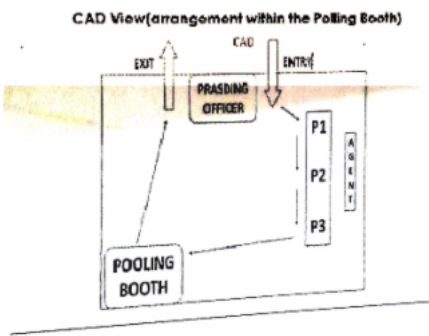 CAD View(arrangement within the Polling Booth)
CAD
EXIT
ENTRY
PRASDING
OFFICER
P1
P2
P3
AGENT
POOLING
BOOTH